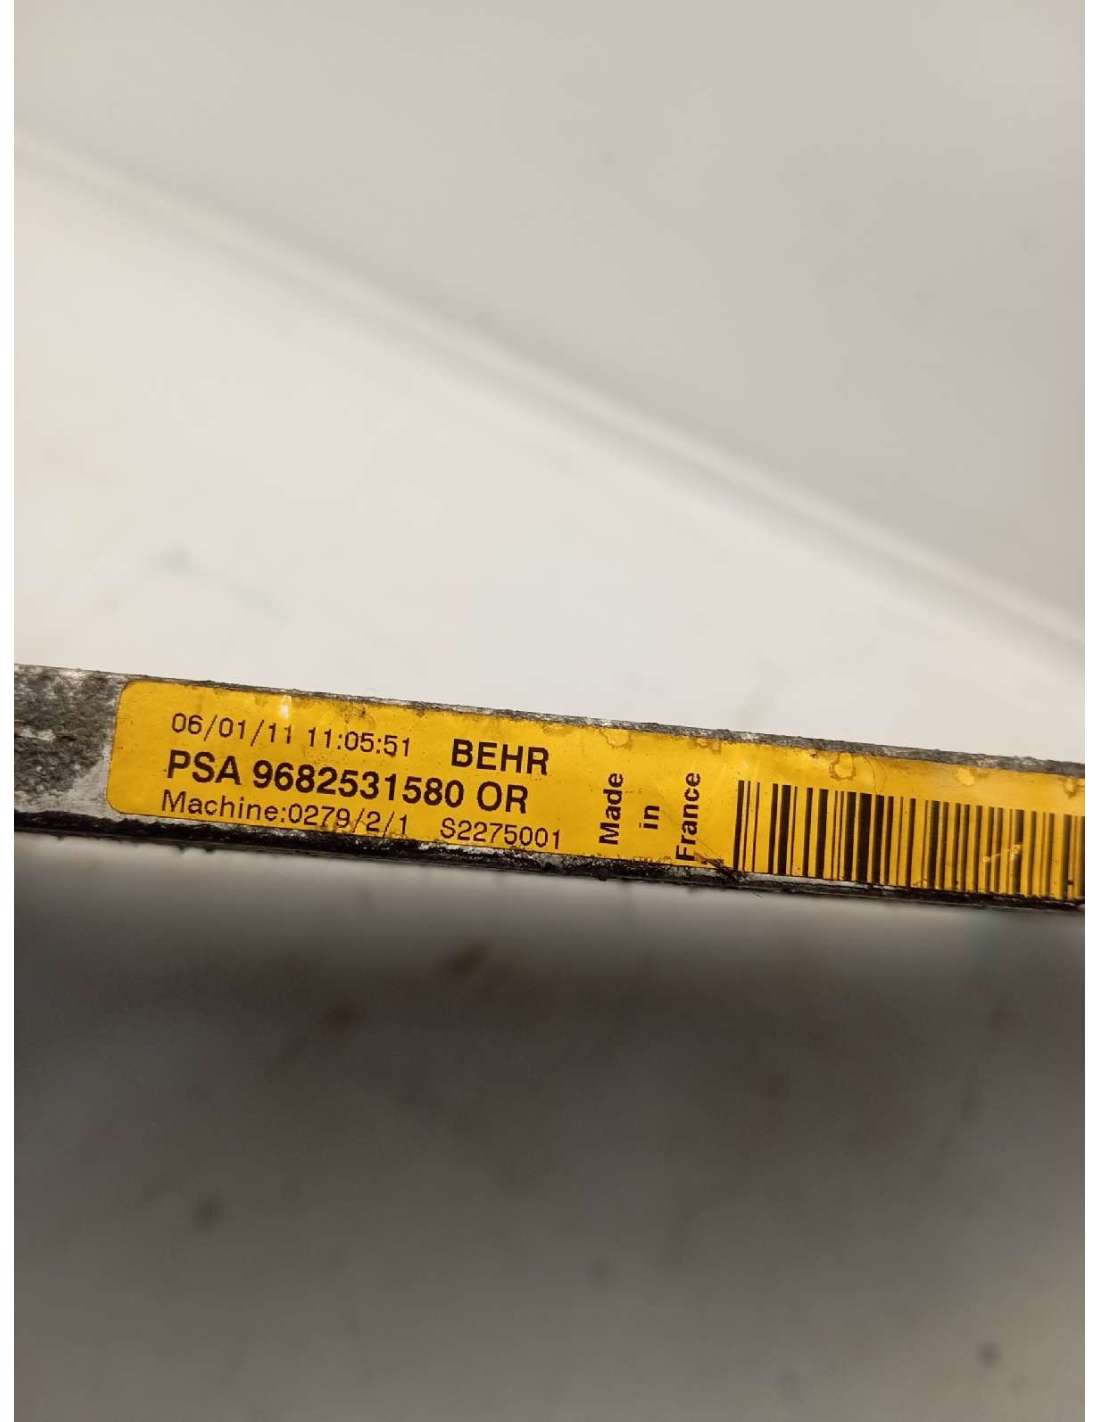 06/01/11 11:05:51 BEHR
PSA 9682531580 OR
Machine:0279/2/1 S2275001
Made
in
France